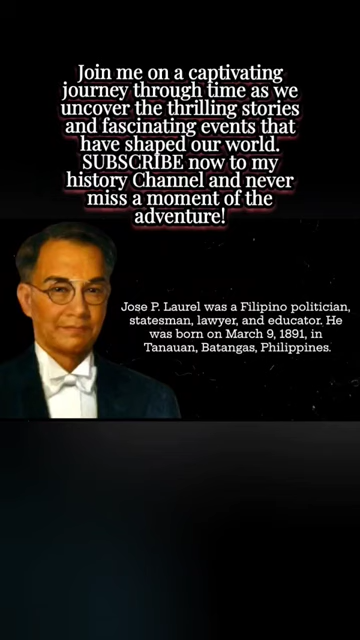 Join me on a captivating
journey through time as we
uncover the thrilling stories
and fascinating events that
have shaped our world.
SUBSCRIBE now to my
history Channel and never
miss a moment of the
adventure!
Jose P. Laurel was a Filipino politician,
statesman, lawyer, and educator. He
was born on March 9, 1891, in
Tanauan, Batangas, Philippines.